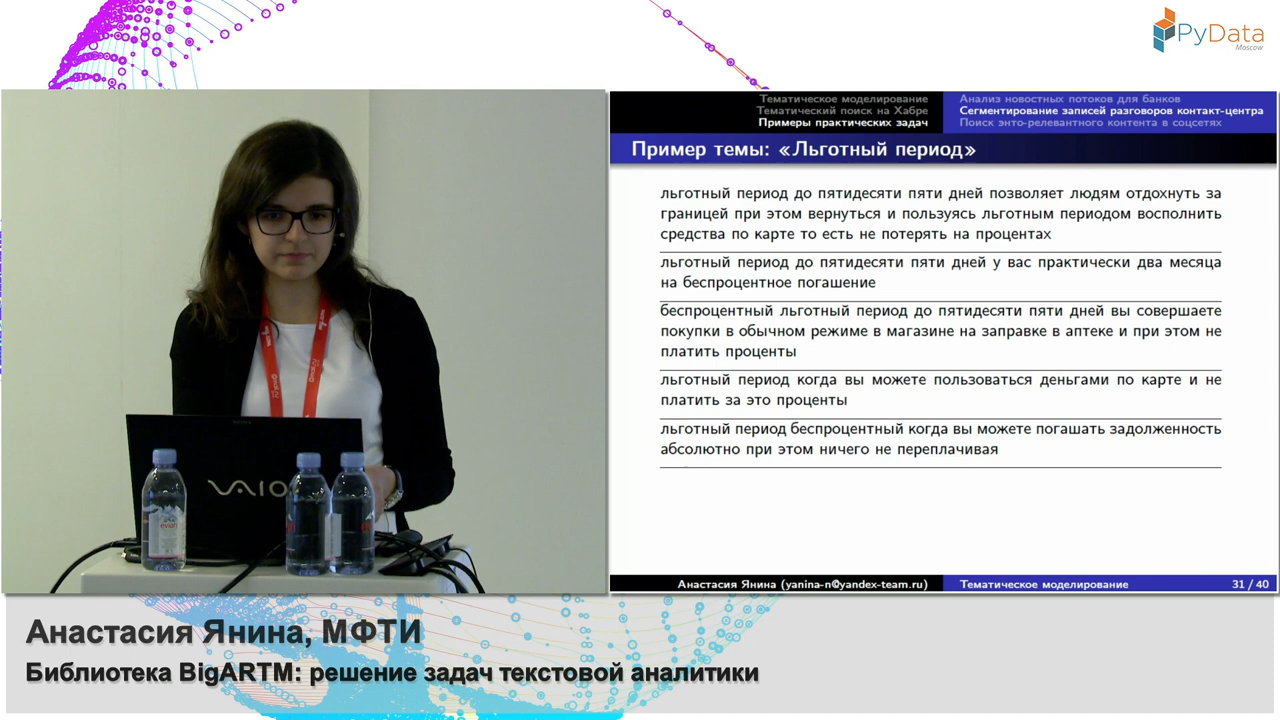 PyData
Moscow
Тематическое моделирование
Тематический поиск на Хабре
Примеры практических задач
Анализ новостных потоков для банков
Сегментирование записей разговоров контакт-центра
Поиск энто-релевантного контента в соцсетях
Пример темы: «Льготный период»
льготный период до пятидесяти пяти дней позволяет людям отдохнуть за
границей при этом вернуться и пользуясь льготным периодом восполнить
средства по карте то есть не потерять на процентах
льготный период до пятидесяти пяти дней у вас практически два месяца
на беспроцентное погашение
беспроцентный льготный период до пятидесяти пяти дней вы совершаете
покупки в обычном режиме в магазине на заправке в аптеке и при этом не
платить проценты
льготный период когда вы можете пользоваться деньгами по карте и не
платить за это проценты
льготный период беспроцентный когда вы можете погашать задолженность
абсолютно при этом ничего не переплачивая
Анастасия Янина (yanina-n@yandex-team.ru)
Тематическое моделирование
31 / 40
VAIO
evian
Анастасия Янина, МФТИ
Библиотека BigARTM: решение задач текстовой аналитики